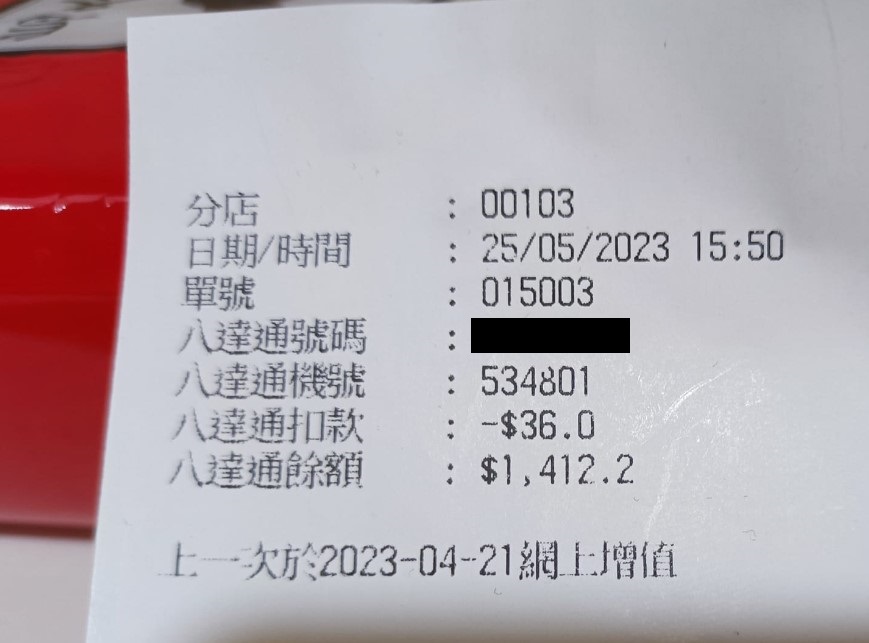 分店 : 00103
日期/時間 : 25/05/2023 15:50
單號 : 015003
八達通號碼 :
八達通機號 : 534801
八達通扣款 : -$36.0
八達通餘額 : $1,412.2
上一次於2023-04-21網上增值